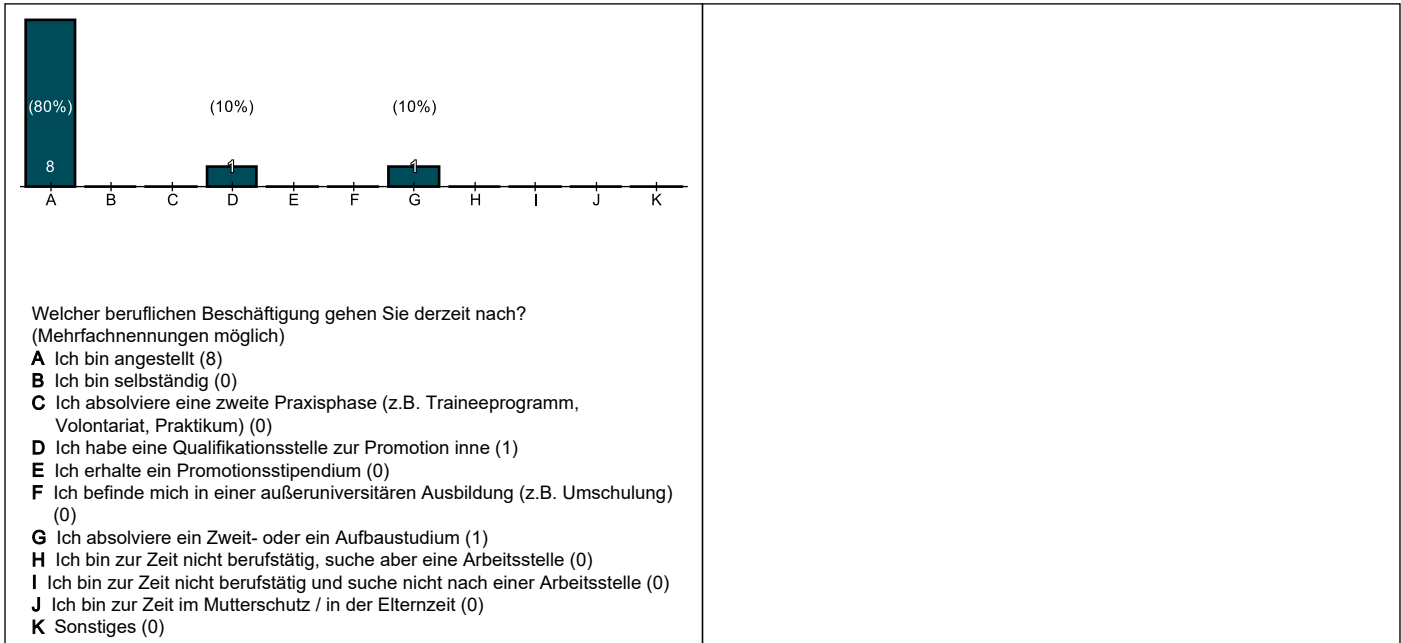 (80%) (10%) (10%)
8 1 1
A B C D E F G H I J K
Welcher beruflichen Beschäftigung gehen Sie derzeit nach?
(Mehrfachnennungen möglich)
A Ich bin angestellt (8)
B Ich bin selbständig (0)
C Ich absolviere eine zweite Praxisphase (z.B. Traineeprogramm,
Volontariat, Praktikum) (0)
D Ich habe eine Qualifikationsstelle zur Promotion inne (1)
E Ich erhalte ein Promotionsstipendium (0)
F Ich befinde mich in einer außeruniversitären Ausbildung (z.B. Umschulung)
(0)
G Ich absolviere ein Zweit- oder ein Aufbaustudium (1)
H Ich bin zur Zeit nicht berufstätig, suche aber eine Arbeitsstelle (0)
I Ich bin zur Zeit nicht berufstätig und suche nicht nach einer Arbeitsstelle (0)
J Ich bin zur Zeit im Mutterschutz / in der Elternzeit (0)
K Sonstiges (0)